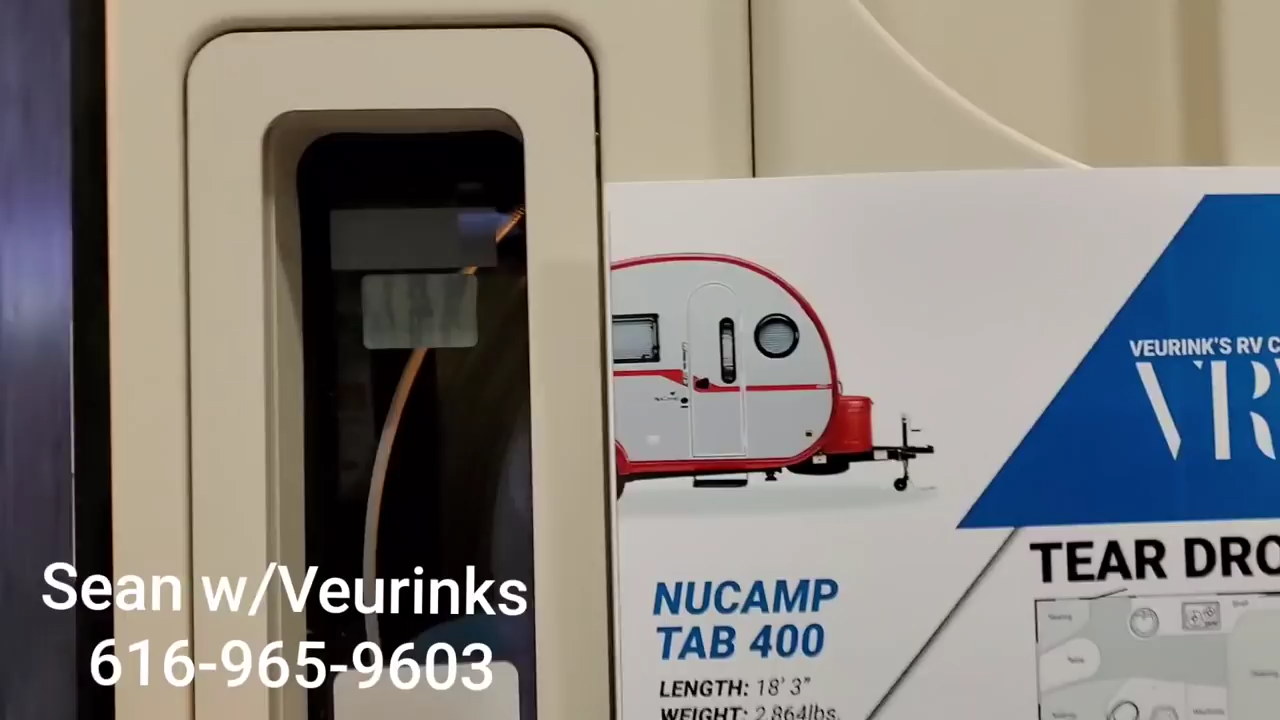 VEURINK'S RV C
VR
TEAR DRO
NUCAMP
TAB 400
LENGTH: 18' 3"
WEIGHT: 2,864lbs.
Sean w/Veurinks
616-965-9603